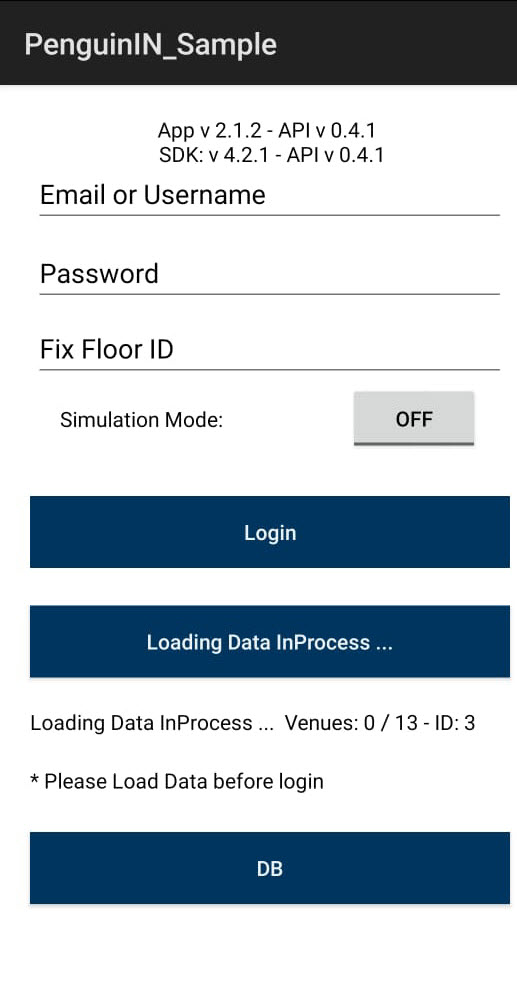 PenguinIN_Sample
App v 2.1.2 - API v 0.4.1
SDK: v 4.2.1 - API v 0.4.1
Email or Username
Password
Fix Floor ID
Simulation Mode: OFF
Login
Loading Data InProcess ...
Loading Data InProcess ... Venues: 0 / 13 - ID: 3
* Please Load Data before login
DB